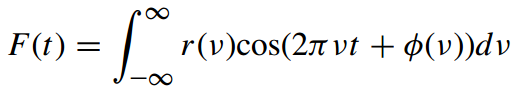 F(t) = ∫_{-∞}^{∞} r(ν)cos(2πνt + ϕ(ν))dν